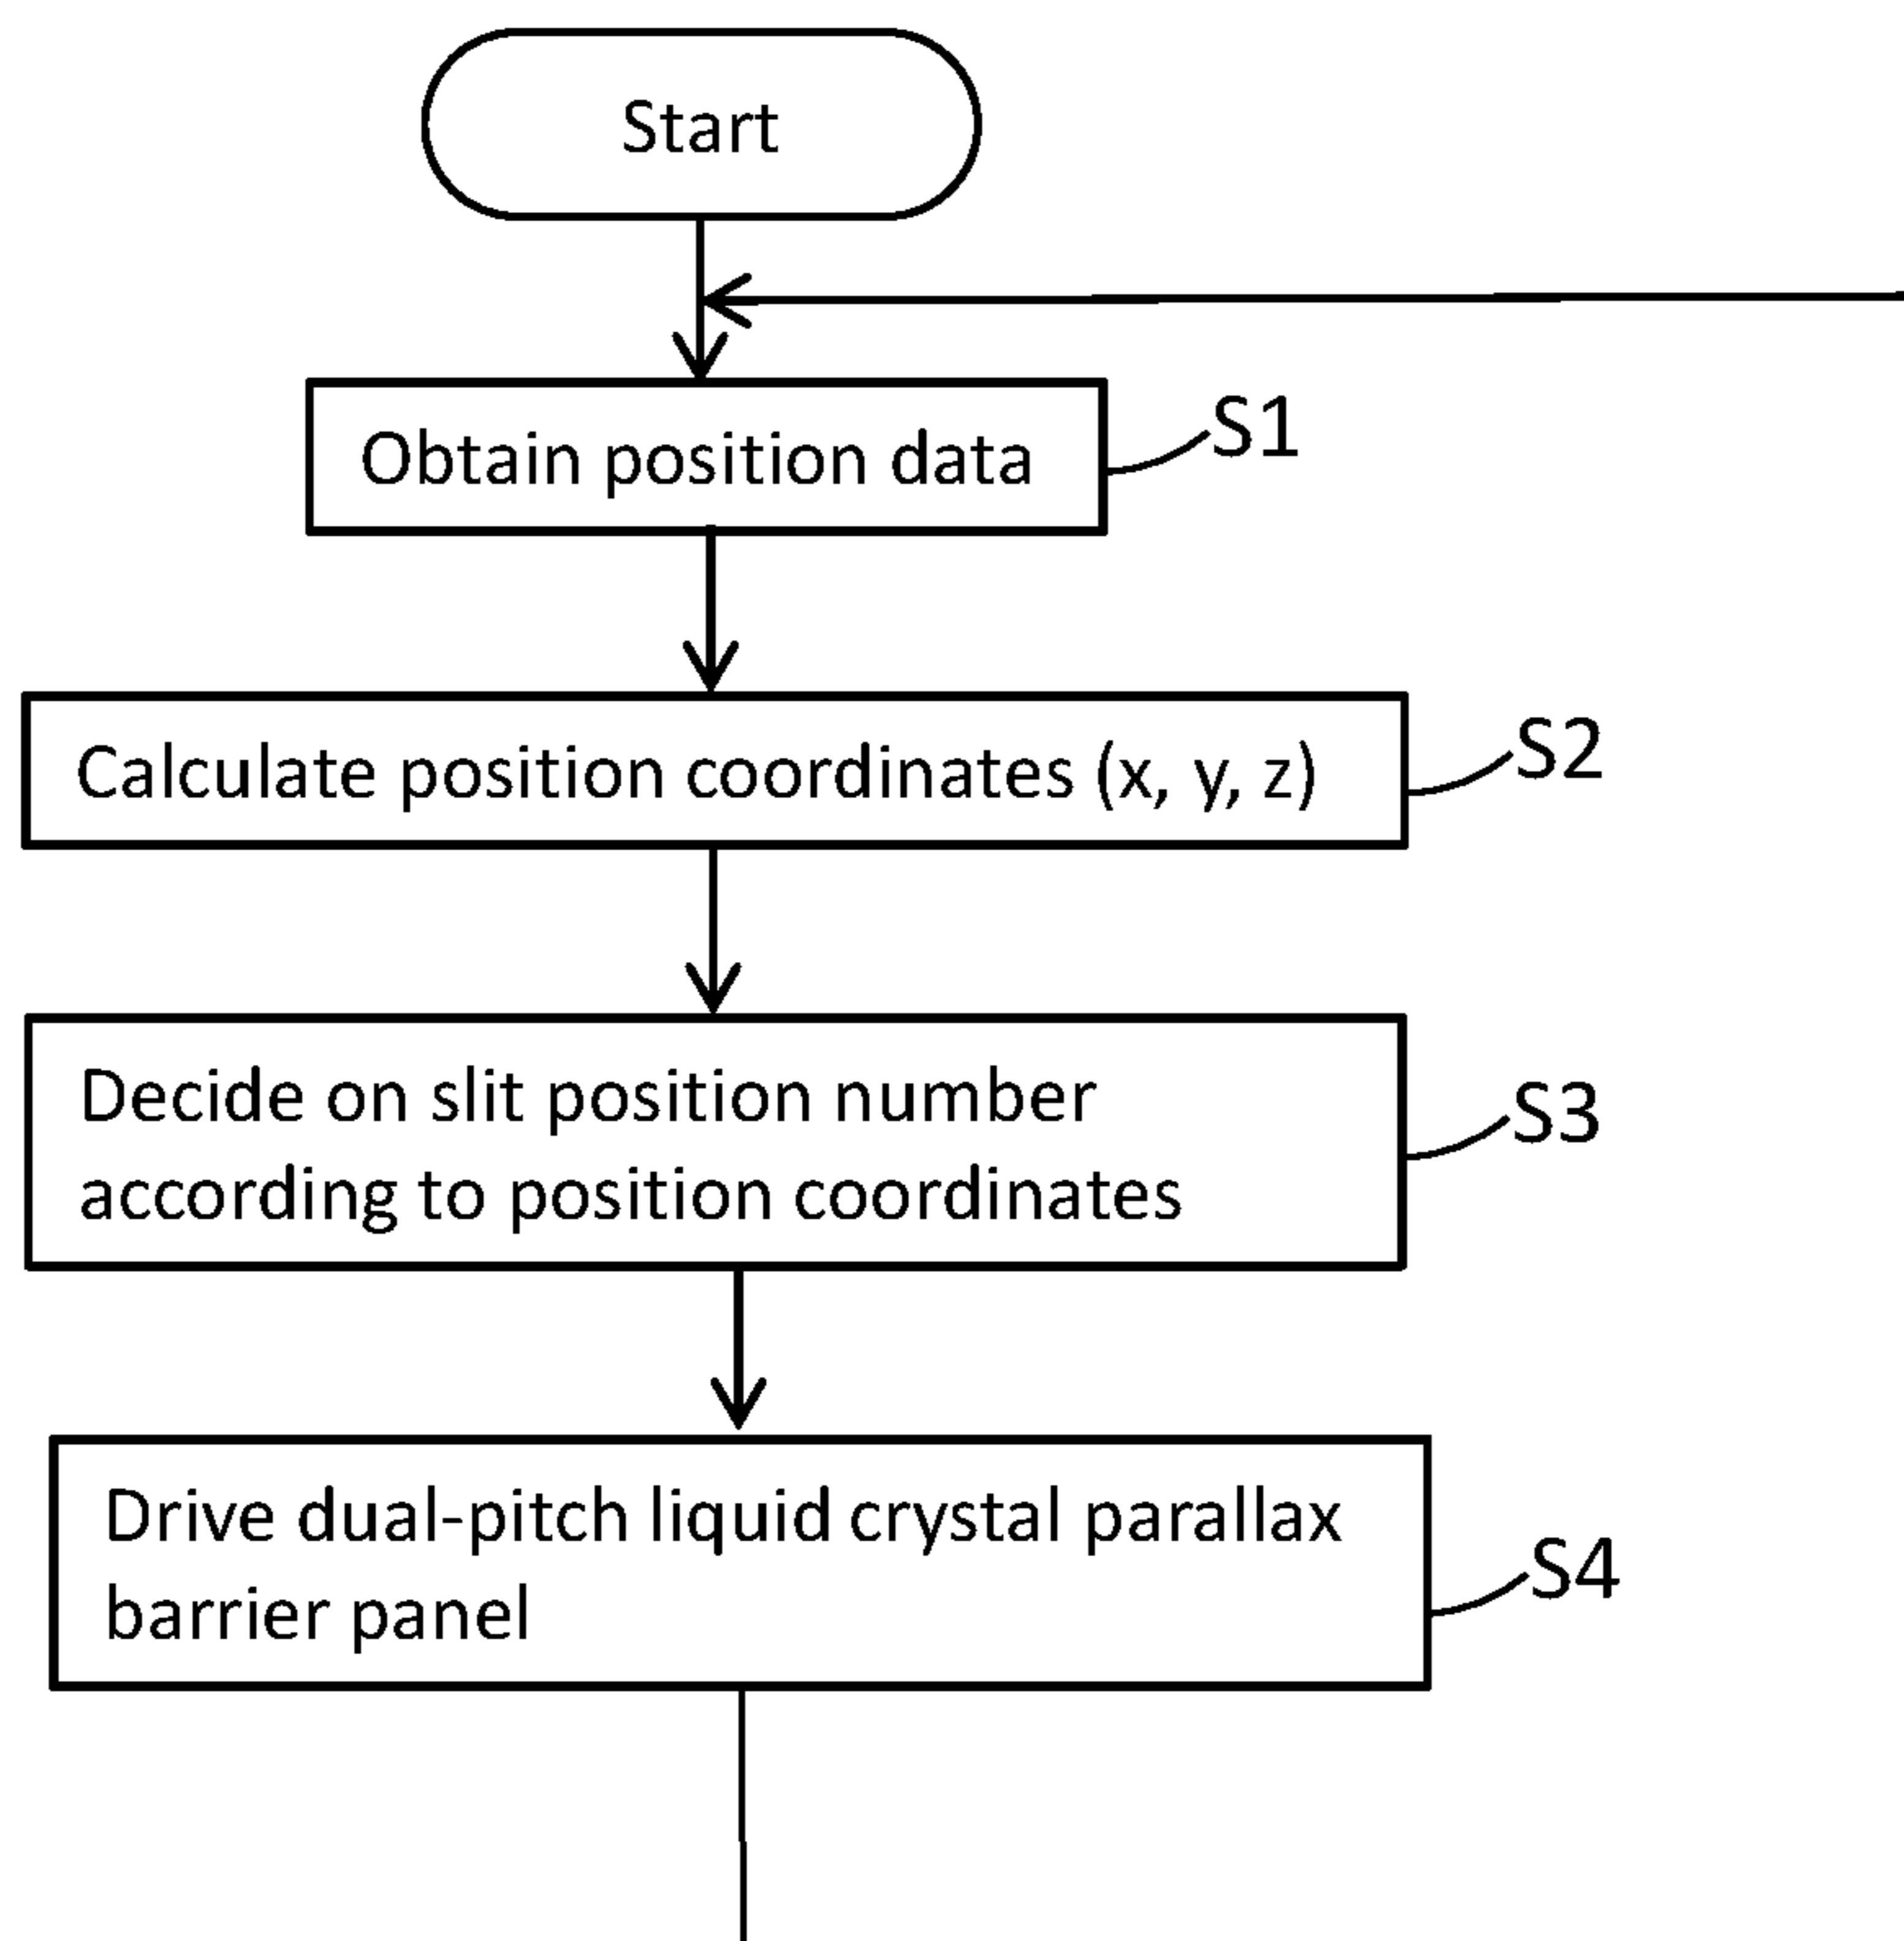 Start
Obtain position data
S1
Calculate position coordinates (x, y, z)
S2
Decide on slit position number
according to position coordinates
S3
Drive dual-pitch liquid crystal parallax
barrier panel
S4